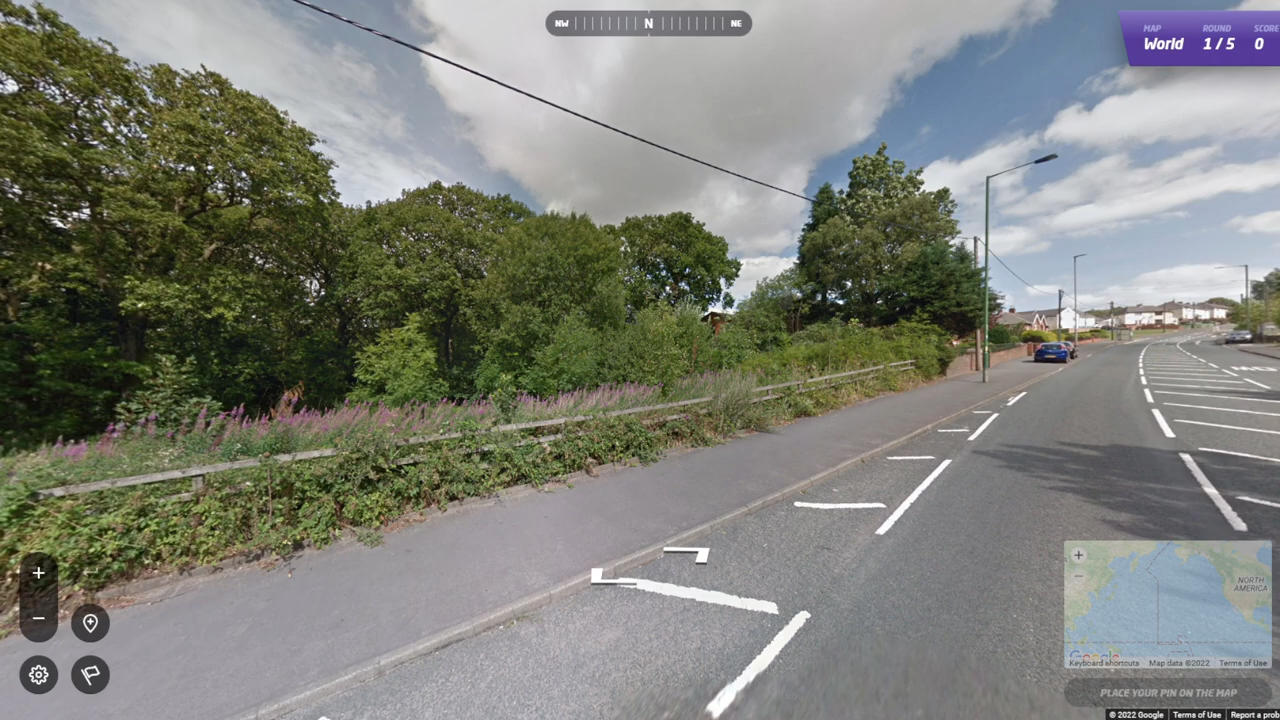 NW N NE
MAP ROUND SCORE
World 1 / 5 0
NORTH
AMERICA
Google
Keyboard shortcuts Map data ©2022 Terms of Use
PLACE YOUR PIN ON THE MAP
© 2022 Google Terms of Use Report a prob